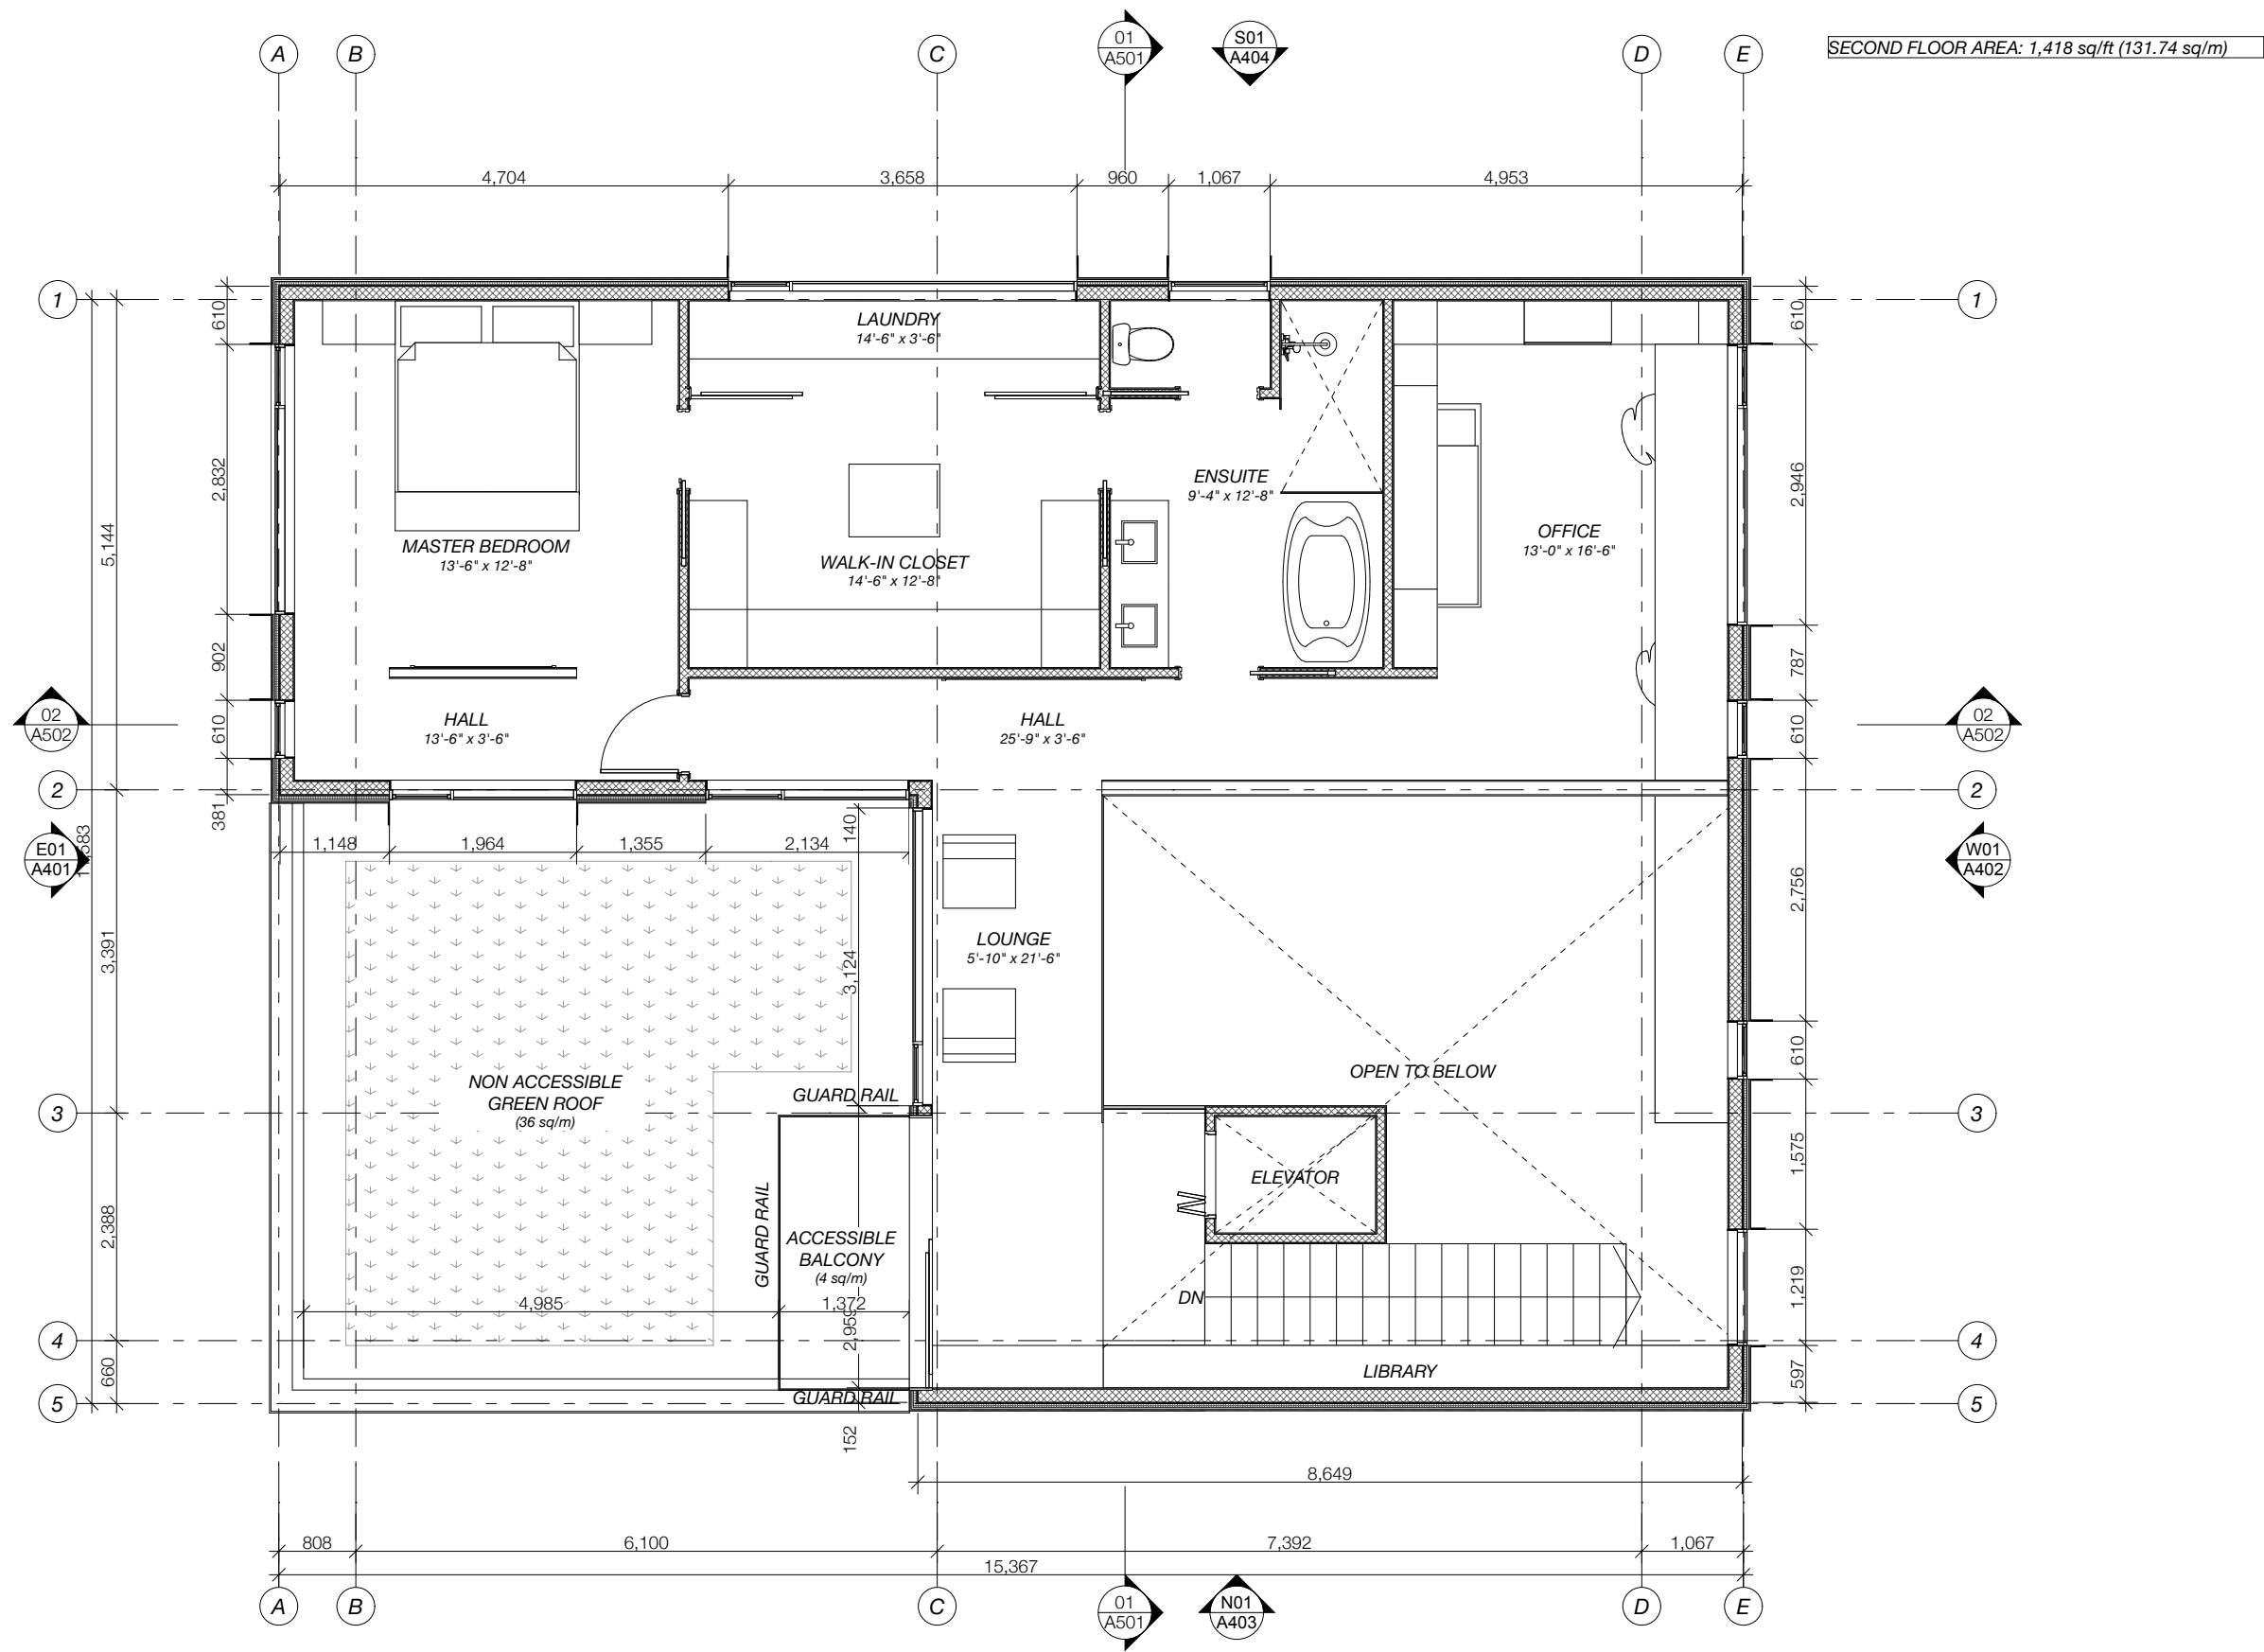 01
A501
S01
A404
SECOND FLOOR AREA: 1,418 sq/ft (131.74 sq/m)
A
B
C
D
E
4,704
3,658
960
1,067
4,953
1
1
610
610
LAUNDRY
14'-6" x 3'-6"
2,832
2,946
5,144
ENSUITE
9'-4" x 12'-8"
OFFICE
13'-0" x 16'-6"
MASTER BEDROOM
13'-6" x 12'-8"
WALK-IN CLOSET
14'-6" x 12'-8"
902
787
02
A502
HALL
13'-6" x 3'-6"
HALL
25'-9" x 3'-6"
02
A502
610
610
2
2
381
E01
A401
1,148
1,964
1,355
2,134
140
W01
A402
2,756
3,391
3,124
LOUNGE
5'-10" x 21'-6"
610
OPEN TO BELOW
NON ACCESSIBLE
GREEN ROOF
(36 sq/m)
GUARD RAIL
3
3
1,575
ELEVATOR
2,388
GUARD RAIL
ACCESSIBLE
BALCONY
(4 sq/m)
DN
1,219
4,985
1,372
2,959
4
4
660
LIBRARY
597
GUARD RAIL
5
5
152
8,649
808
6,100
7,392
1,067
15,367
A
B
C
D
E
01
A501
N01
A403